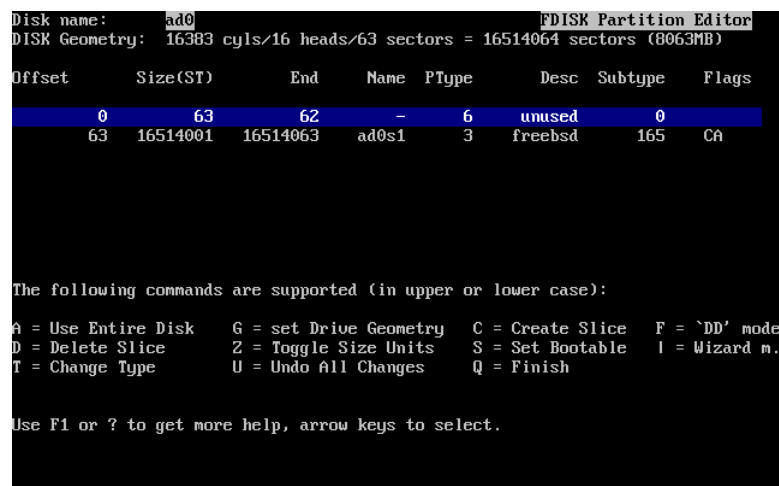 Disk name: ad0 FDISK Partition Editor
DISK Geometry: 16383 cyls/16 heads/63 sectors = 16514064 sectors (8063MB)
Offset Size(ST) End Name PType Desc Subtype Flags
0 63 62 - 6 unused 0
63 16514001 16514063 ad0s1 3 freebsd 165 CA
The following commands are supported (in upper or lower case):
A = Use Entire Disk G = set Drive Geometry C = Create Slice F = `DD' mode
D = Delete Slice Z = Toggle Size Units S = Set Bootable | = Wizard m.
T = Change Type U = Undo All Changes Q = Finish
Use F1 or ? to get more help, arrow keys to select.